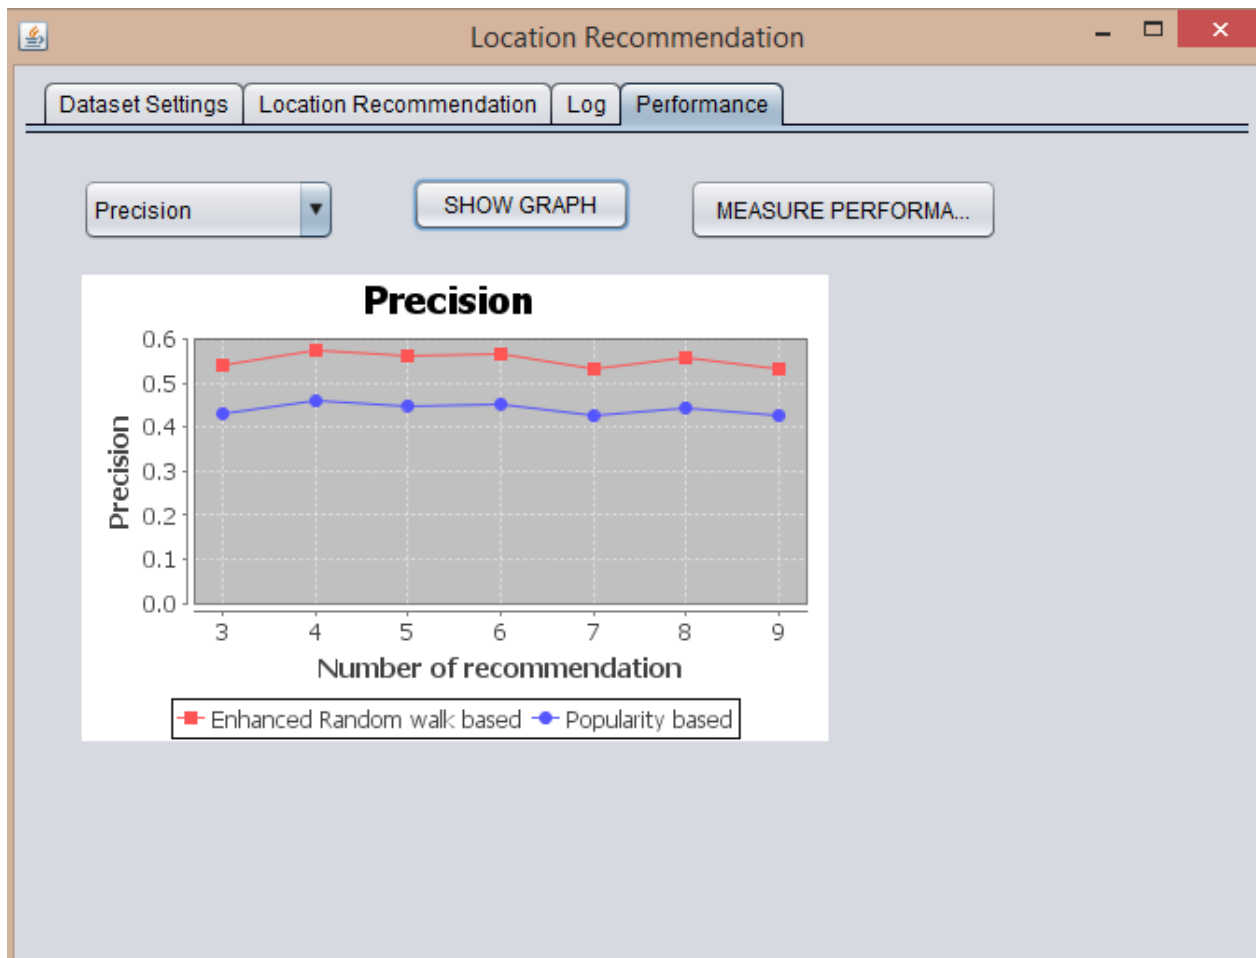 Location Recommendation
Dataset Settings Location Recommendation Log Performance
Precision SHOW GRAPH MEASURE PERFORMA...
Precision
0.6
0.5
0.4
0.3
0.2
0.1
0.0
Precision
3 4 5 6 7 8 9
Number of recommendation
Enhanced Random walk based Popularity based